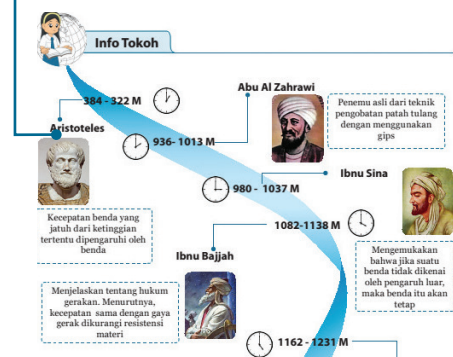 Info Tokoh
384 - 322 M
Aristoteles
Kecepatan benda yang
jatuh dari ketinggian
tertentu dipengaruhi oleh
benda
Abu Al Zahrawi
936- 1013 M
Penemu asli dari teknik
pengobatan patah tulang
dengan menggunakan
gips
980 - 1037 M
Ibnu Sina
Mengemukakan
bahwa jika suatu
benda tidak dikenai
oleh pengaruh luar,
maka benda itu akan
tetap
1082-1138 M
Ibnu Bajjah
Menjelaskan tentang hukum
gerakan. Menurutnya,
kecepatan sama dengan gaya
gerak dikurangi resistensi
materi
1162 - 1231 M